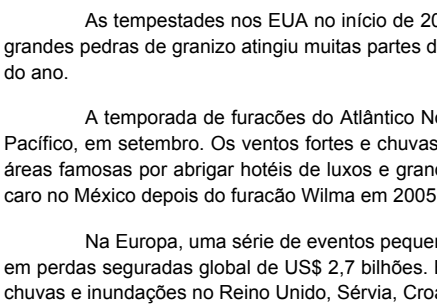 As tempestades nos EUA no início de 20
grandes pedras de granizo atingiu muitas partes d
do ano.
A temporada de furacões do Atlântico No
Pacífico, em setembro. Os ventos fortes e chuvas
áreas famosas por abrigar hotéis de luxos e grand
caro no México depois do furacão Wilma em 2005
Na Europa, uma série de eventos pequen
em perdas seguradas global de US$ 2,7 bilhões.
chuvas e inundações no Reino Unido, Sérvia, Croá